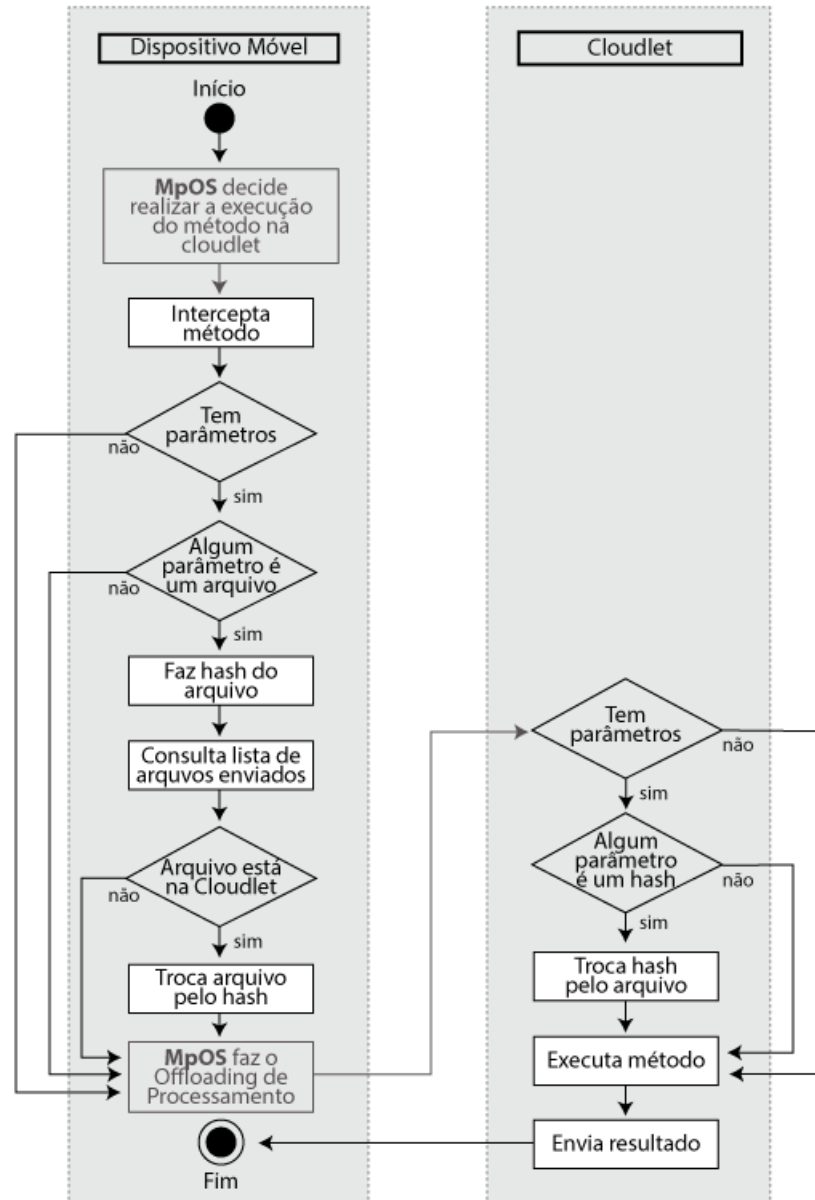 Dispositivo Móvel
Início
MpOS decide
realizar a execução
do método na
cloudlet
Intercepta
método
Tem
parâmetros
não
sim
Algum
parâmetro é
um arquivo
não
sim
Faz hash do
arquivo
Consulta lista de
arquvos enviados
Arquivo está
na Cloudlet
não
sim
Troca arquivo
pelo hash
MpOS faz o
Offloading de
Processamento
Fim
Cloudlet
Tem
parâmetros
não
sim
Algum
parâmetro
é um hash
não
sim
Troca hash
pelo arquivo
Executa método
Envia resultado